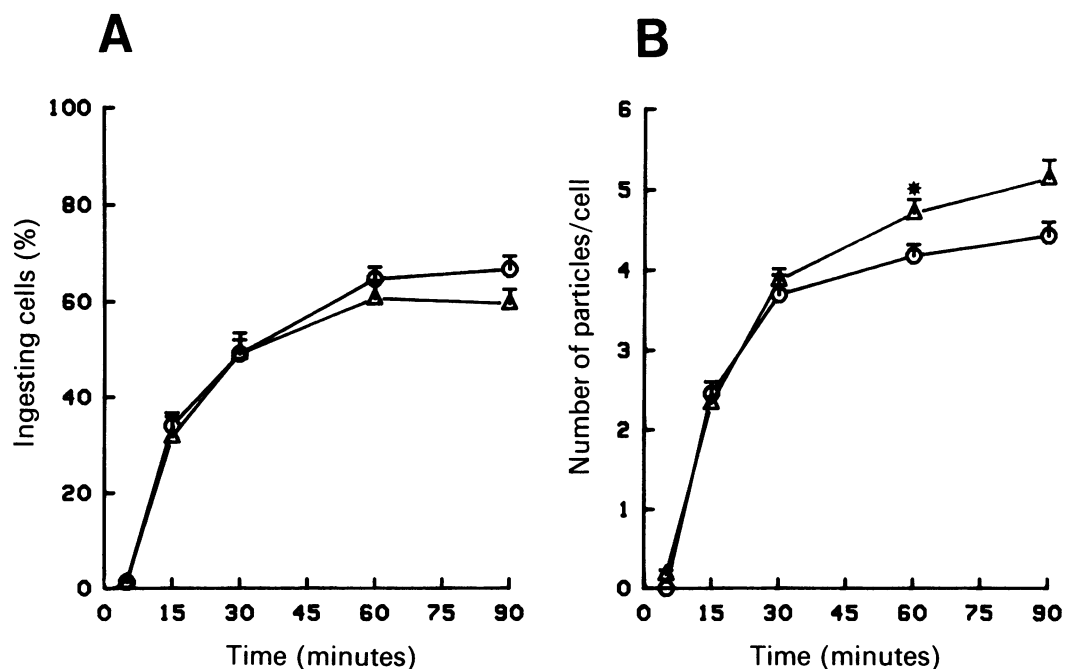 A
Ingesting cells (%)
100
80
60
40
20
0
0 15 30 45 60 75 90
Time (minutes)
B
Number of particles/cell
6
5
4
3
2
1
0
*
0 15 30 45 60 75 90
Time (minutes)